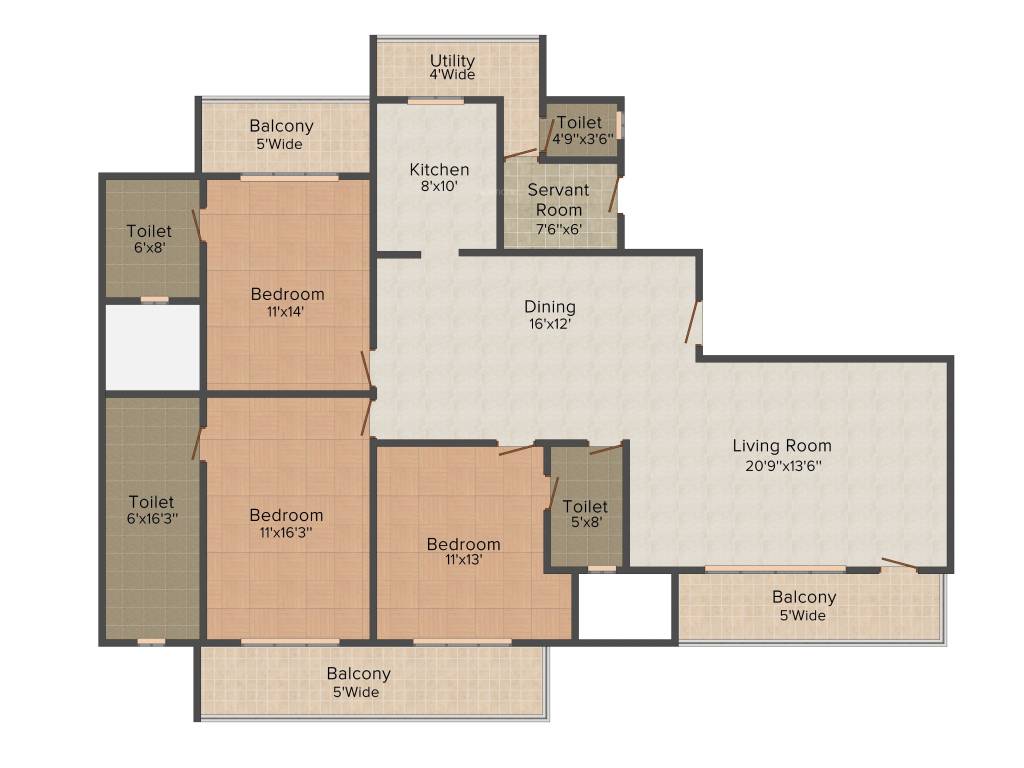 Utility
4'Wide
Balcony
5'Wide
Toilet
4'9''x3'6''
Kitchen
8'x10'
Servant
Room
7'6''x6'
Toilet
6'x8'
Bedroom
11'x14'
Dining
16'x12'
Living Room
20'9''x13'6''
Toilet
6'x16'3''
Bedroom
11'x16'3''
Bedroom
11'x13'
Toilet
5'x8'
Balcony
5'Wide
Balcony
5'Wide